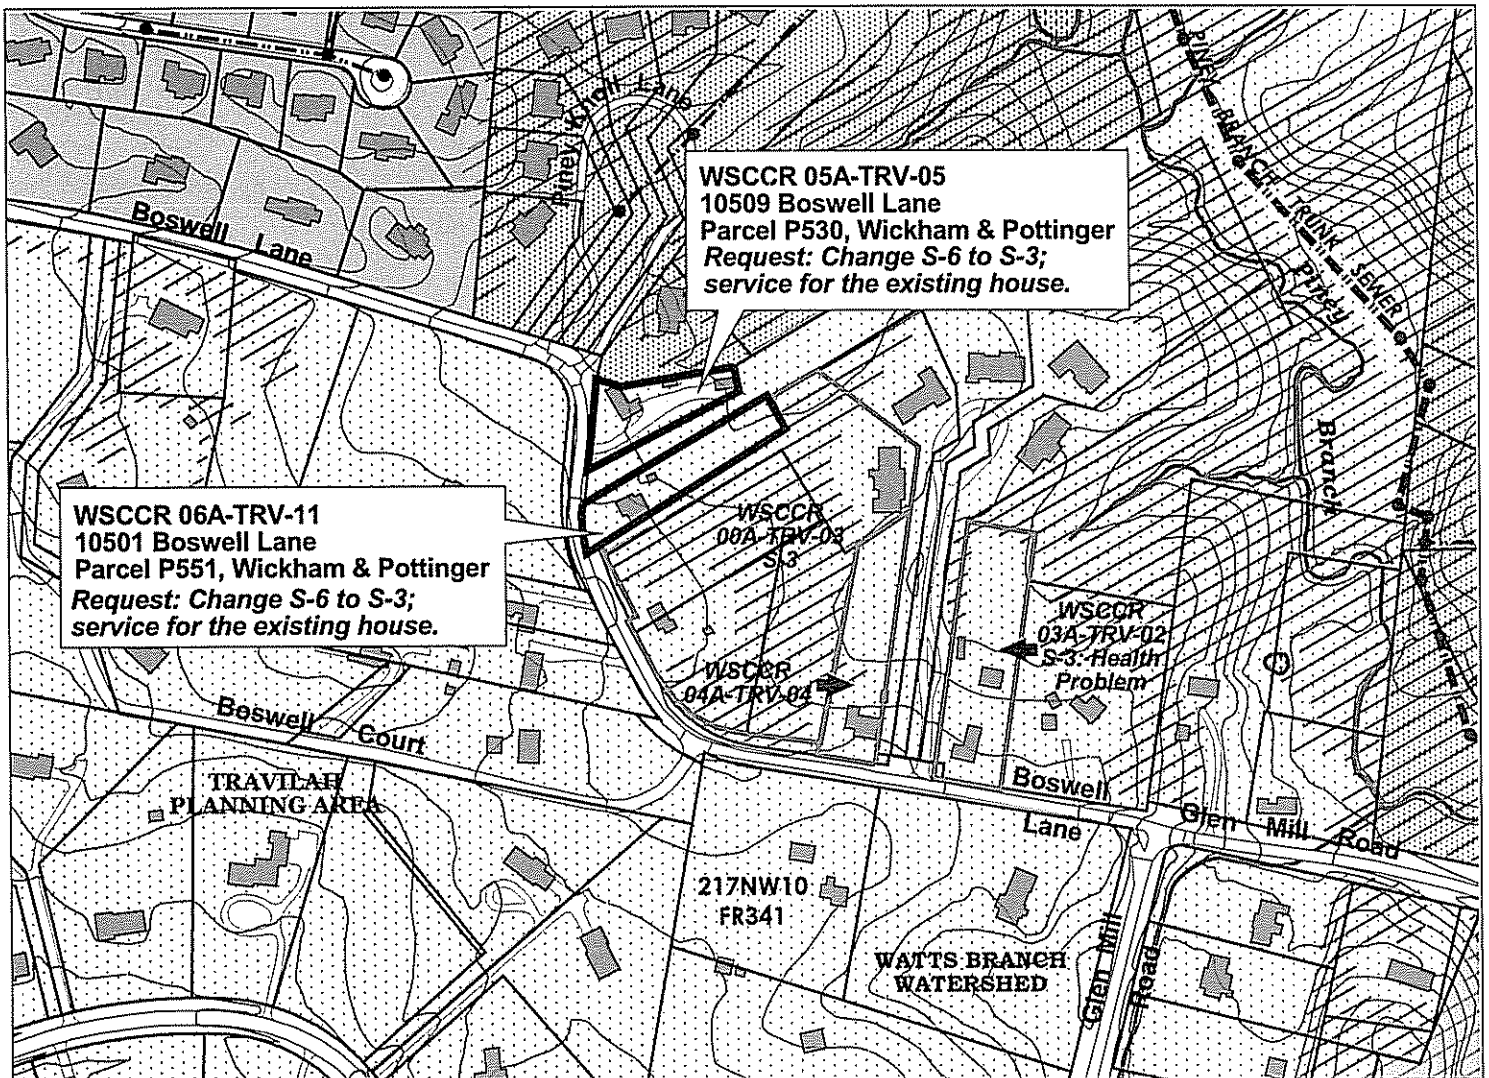 Piney Knoll Lane
PINEY BRANCH TRUNK SEWER
WSCCR 05A-TRV-05
10509 Boswell Lane
Parcel P530, Wickham & Pottinger
Request: Change S-6 to S-3;
service for the existing house.
Boswell Lane
Piney
Branch
WSCCR 06A-TRV-11
10501 Boswell Lane
Parcel P551, Wickham & Pottinger
Request: Change S-6 to S-3;
service for the existing house.
WSCCR
00A-TRV-03
S-3
WSCCR
03A-TRV-02
S-3: Health
Problem
WSCCR
04A-TRV-04
Boswell Court
TRAVILAH
PLANNING AREA
Boswell
Lane
Glen Mill Road
217NW10
FR341
WATTS BRANCH
WATERSHED
Glen Mill
Road